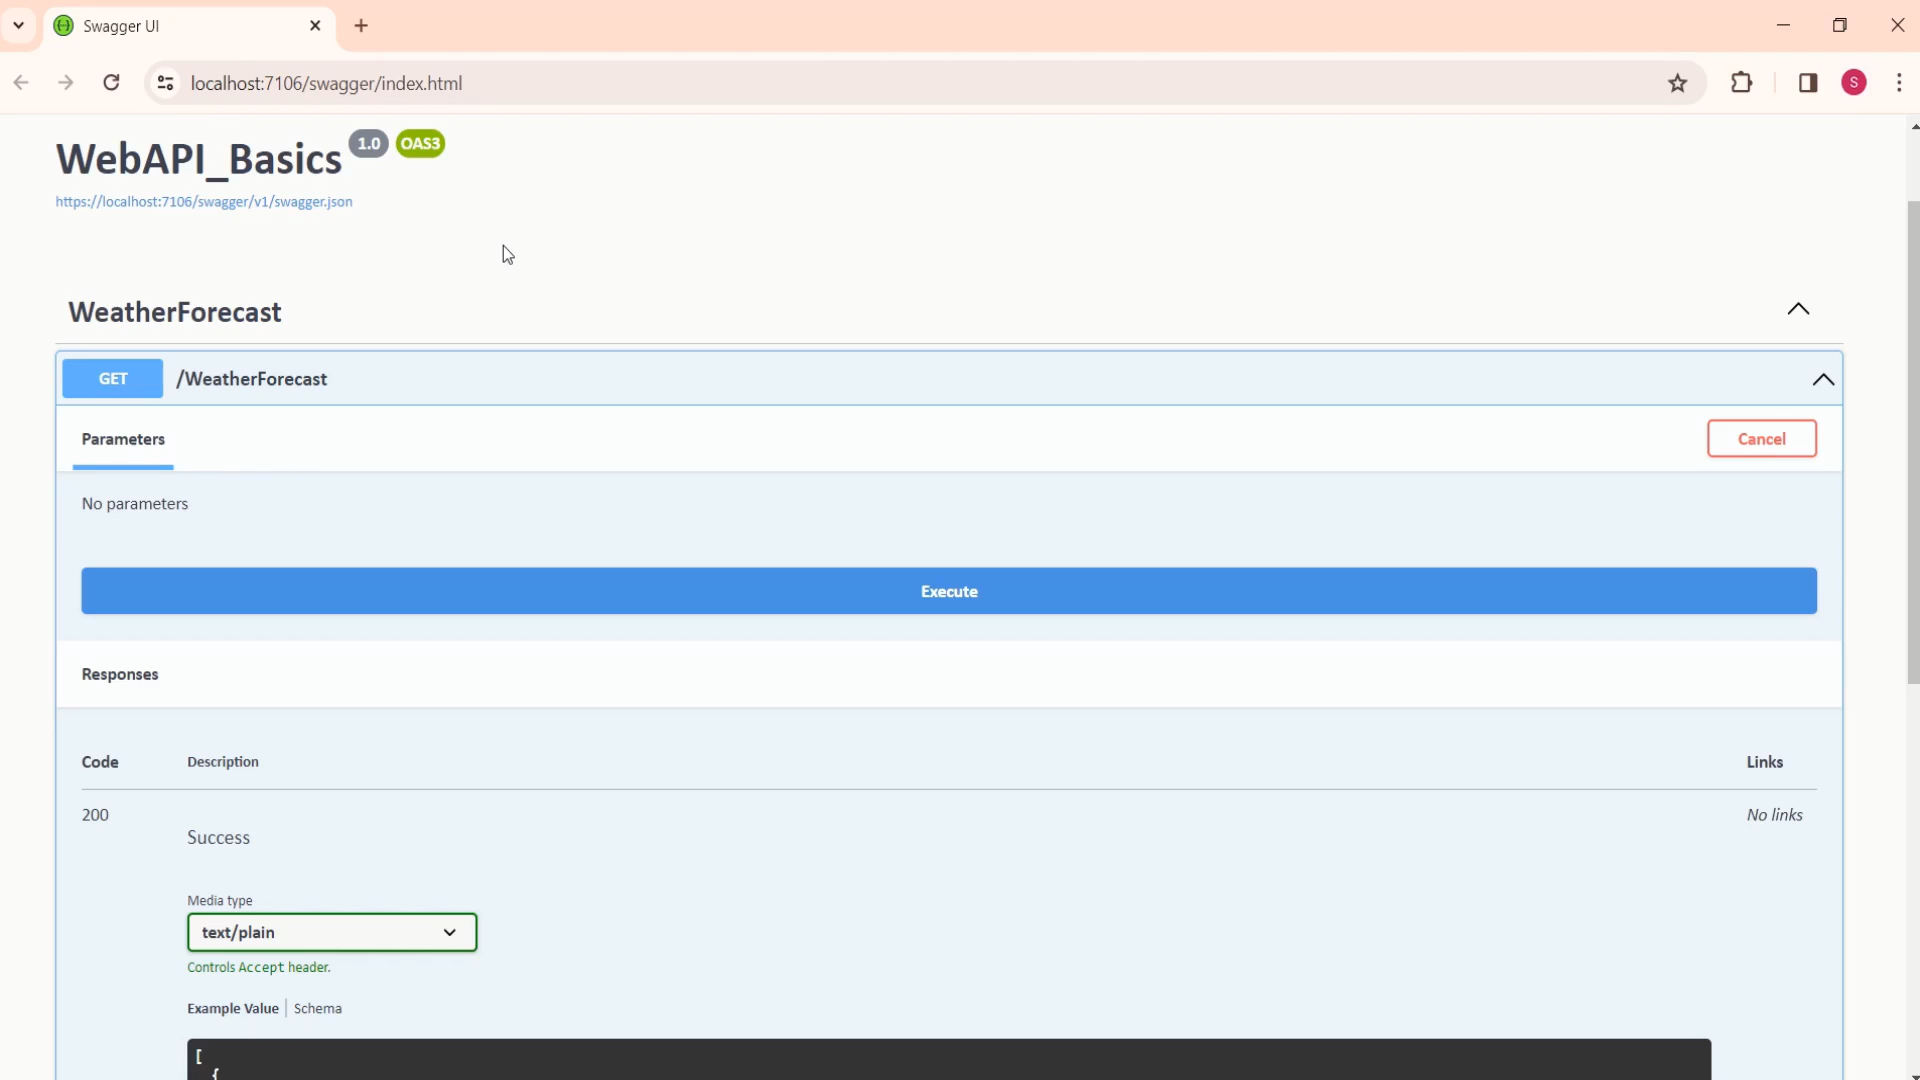 Swagger UI
localhost:7106/swagger/index.html
S
WebAPI_Basics 1.0 OAS3
https://localhost:7106/swagger/v1/swagger.json
WeatherForecast
GET /WeatherForecast
Parameters
Cancel
No parameters
Execute
Responses
Code Description Links
200 No links
Success
Media type
text/plain
Controls Accept header.
Example Value | Schema
[
{